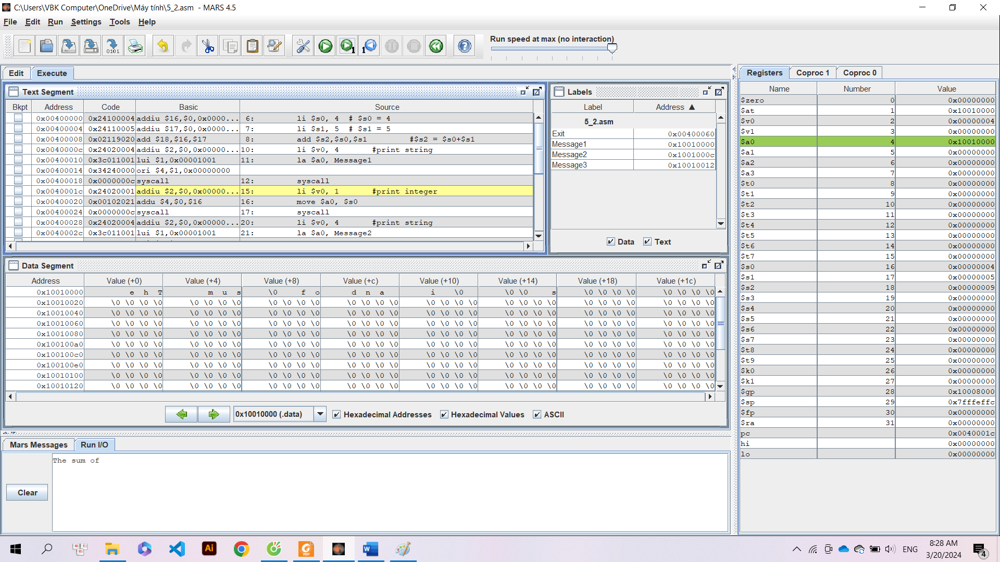 C:\Users\VBK Computer\OneDrive\Máy tính\5_2.asm - MARS 4.5
File Edit Run Settings Tools Help
Run speed at max (no interaction)
Edit Execute
Text Segment
Bkpt Address Code Basic Source
0x00400000 0x24100004 addiu $16,$0,0x0000... 6: li $s0, 4 # $s0 = 4
0x00400004 0x24110005 addiu $17,$0,0x0000... 7: li $s1, 5 # $s1 = 5
0x00400008 0x02119020 add $18,$16,$17 8: add $s2,$s0,$s1 #$s2 = $s0+$s1
0x0040000c 0x24020004 addiu $2,$0,0x00000... 10: li $v0, 4 #print string
0x00400010 0x3c011001 lui $1,0x00001001 11: la $a0, Message1
0x00400014 0x34240000 ori $4,$1,0x00000000
0x00400018 0x0000000c syscall 12: syscall
0x0040001c 0x24020001 addiu $2,$0,0x00000... 15: li $v0, 1 #print integer
0x00400020 0x00102021 addu $4,$0,$16 16: move $a0, $s0
0x00400024 0x0000000c syscall 17: syscall
0x00400028 0x24020004 addiu $2,$0,0x00000... 20: li $v0, 4 #print string
0x0040002c 0x3c011001 lui $1,0x00001001 21: la $a0, Message2
Labels
Label Address ▲
5_2.asm
Exit 0x00400060
Message1 0x10010000
Message2 0x1001000c
Message3 0x10010012
Data Text
Data Segment
Address Value (+0) Value (+4) Value (+8) Value (+c) Value (+10) Value (+14) Value (+18) Value (+1c)
0x10010000 e h T m u s \0 f o d n a i \0 \0 \0 s \0 \0 \0 \0 \0 \0 \0 \0
0x10010020 \0 \0 \0 \0 \0 \0 \0 \0 \0 \0 \0 \0 \0 \0 \0 \0 \0 \0 \0 \0 \0 \0 \0 \0 \0 \0 \0 \0 \0 \0 \0 \0
0x10010040 \0 \0 \0 \0 \0 \0 \0 \0 \0 \0 \0 \0 \0 \0 \0 \0 \0 \0 \0 \0 \0 \0 \0 \0 \0 \0 \0 \0 \0 \0 \0 \0
0x10010060 \0 \0 \0 \0 \0 \0 \0 \0 \0 \0 \0 \0 \0 \0 \0 \0 \0 \0 \0 \0 \0 \0 \0 \0 \0 \0 \0 \0 \0 \0 \0 \0
0x10010080 \0 \0 \0 \0 \0 \0 \0 \0 \0 \0 \0 \0 \0 \0 \0 \0 \0 \0 \0 \0 \0 \0 \0 \0 \0 \0 \0 \0 \0 \0 \0 \0
0x100100a0 \0 \0 \0 \0 \0 \0 \0 \0 \0 \0 \0 \0 \0 \0 \0 \0 \0 \0 \0 \0 \0 \0 \0 \0 \0 \0 \0 \0 \0 \0 \0 \0
0x100100c0 \0 \0 \0 \0 \0 \0 \0 \0 \0 \0 \0 \0 \0 \0 \0 \0 \0 \0 \0 \0 \0 \0 \0 \0 \0 \0 \0 \0 \0 \0 \0 \0
0x100100e0 \0 \0 \0 \0 \0 \0 \0 \0 \0 \0 \0 \0 \0 \0 \0 \0 \0 \0 \0 \0 \0 \0 \0 \0 \0 \0 \0 \0 \0 \0 \0 \0
0x10010100 \0 \0 \0 \0 \0 \0 \0 \0 \0 \0 \0 \0 \0 \0 \0 \0 \0 \0 \0 \0 \0 \0 \0 \0 \0 \0 \0 \0 \0 \0 \0 \0
0x10010120 \0 \0 \0 \0 \0 \0 \0 \0 \0 \0 \0 \0 \0 \0 \0 \0 \0 \0 \0 \0 \0 \0 \0 \0 \0 \0 \0 \0 \0 \0 \0 \0
0x10010000 (.data) Hexadecimal Addresses Hexadecimal Values ASCII
Mars Messages Run I/O
The sum of
Clear
Registers Coproc 1 Coproc 0
Name Number Value
$zero 0 0x00000000
$at 1 0x10010000
$v0 2 0x00000004
$v1 3 0x00000000
$a0 4 0x10010000
$a1 5 0x00000000
$a2 6 0x00000000
$a3 7 0x00000000
$t0 8 0x00000000
$t1 9 0x00000000
$t2 10 0x00000000
$t3 11 0x00000000
$t4 12 0x00000000
$t5 13 0x00000000
$t6 14 0x00000000
$t7 15 0x00000000
$s0 16 0x00000004
$s1 17 0x00000005
$s2 18 0x00000009
$s3 19 0x00000000
$s4 20 0x00000000
$s5 21 0x00000000
$s6 22 0x00000000
$s7 23 0x00000000
$t8 24 0x00000000
$t9 25 0x00000000
$k0 26 0x00000000
$k1 27 0x00000000
$gp 28 0x10008000
$sp 29 0x7fffeffc
$fp 30 0x00000000
$ra 31 0x00000000
pc 0x0040001c
hi 0x00000000
lo 0x00000000
ENG
8:28 AM
3/20/2024
4